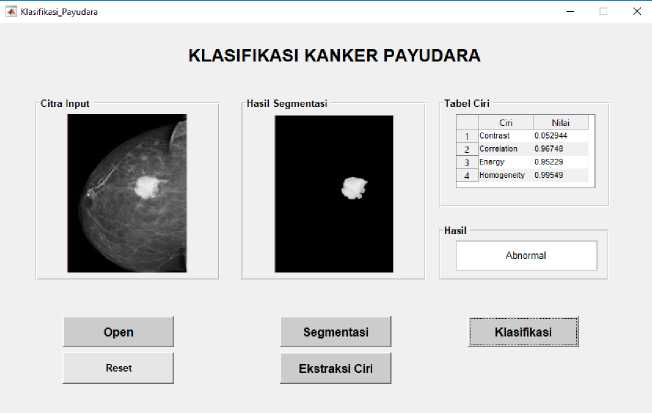 Klasifikasi_Payudara
KLASIFIKASI KANKER PAYUDARA
Citra Input
Hasil Segmentasi
Tabel Ciri
Ciri Nilai
1 Contrast 0.052944
2 Correlation 0.96748
3 Energy 0.95229
4 Homogeneity 0.99549
Hasil
Abnormal
Open
Segmentasi
Klasifikasi
Reset
Ekstraksi Ciri